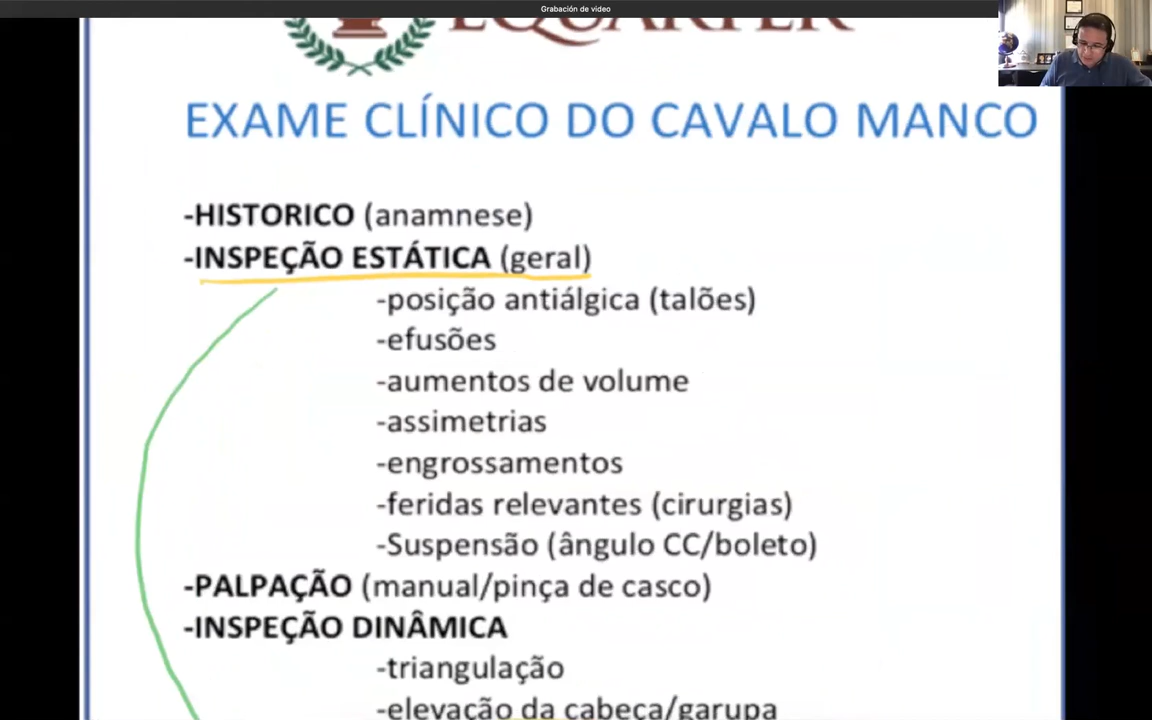 Grabación de video
EQUARTER
EXAME CLÍNICO DO CAVALO MANCO
-HISTORICO (anamnese)
-INSPEÇÃO ESTÁTICA (geral)
-posição antiálgica (talões)
-efusões
-aumentos de volume
-assimetrias
-engrossamentos
-feridas relevantes (cirurgias)
-Suspensão (ângulo CC/boleto)
-PALPAÇÃO (manual/pinça de casco)
-INSPEÇÃO DINÂMICA
-triangulação
-elevação da cabeça/garupa